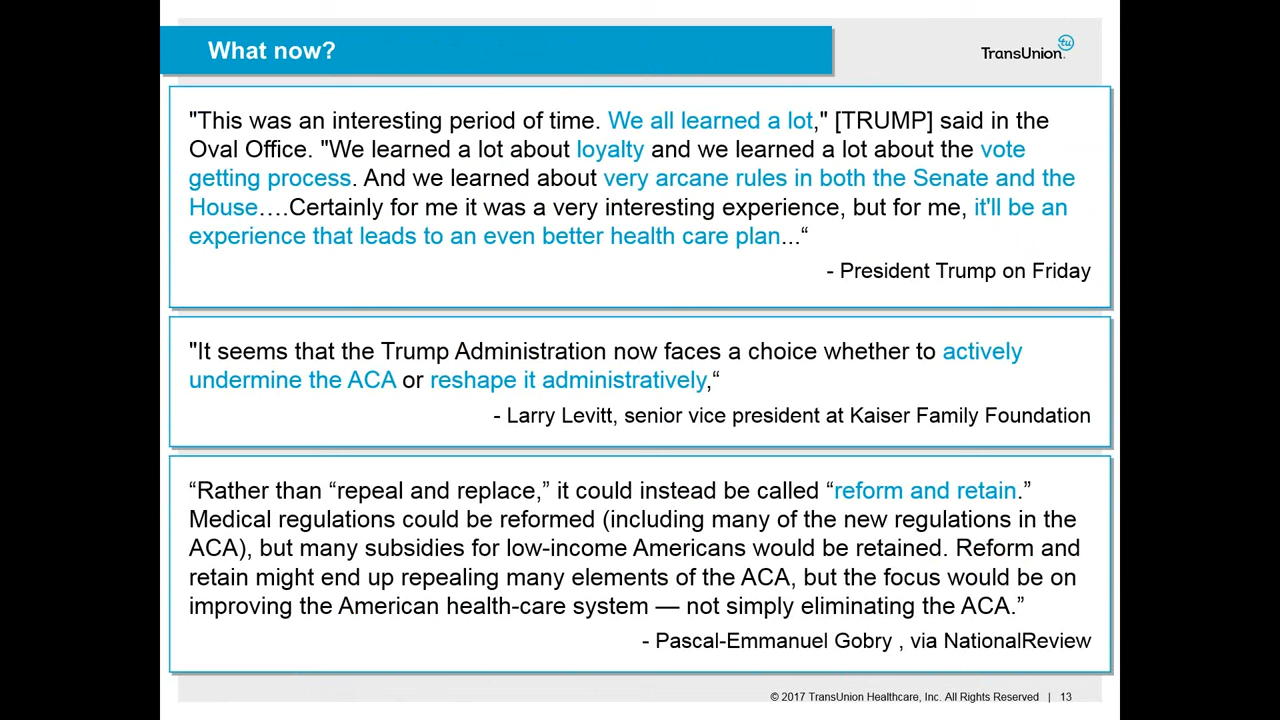 What now?
tu
TransUnion.
"This was an interesting period of time. We all learned a lot," [TRUMP] said in the
Oval Office. "We learned a lot about loyalty and we learned a lot about the vote
getting process. And we learned about very arcane rules in both the Senate and the
House….Certainly for me it was a very interesting experience, but for me, it'll be an
experience that leads to an even better health care plan...“
- President Trump on Friday
"It seems that the Trump Administration now faces a choice whether to actively
undermine the ACA or reshape it administratively,“
- Larry Levitt, senior vice president at Kaiser Family Foundation
“Rather than “repeal and replace,” it could instead be called “reform and retain.”
Medical regulations could be reformed (including many of the new regulations in the
ACA), but many subsidies for low-income Americans would be retained. Reform and
retain might end up repealing many elements of the ACA, but the focus would be on
improving the American health-care system — not simply eliminating the ACA.”
- Pascal-Emmanuel Gobry , via NationalReview
© 2017 TransUnion Healthcare, Inc. All Rights Reserved | 13